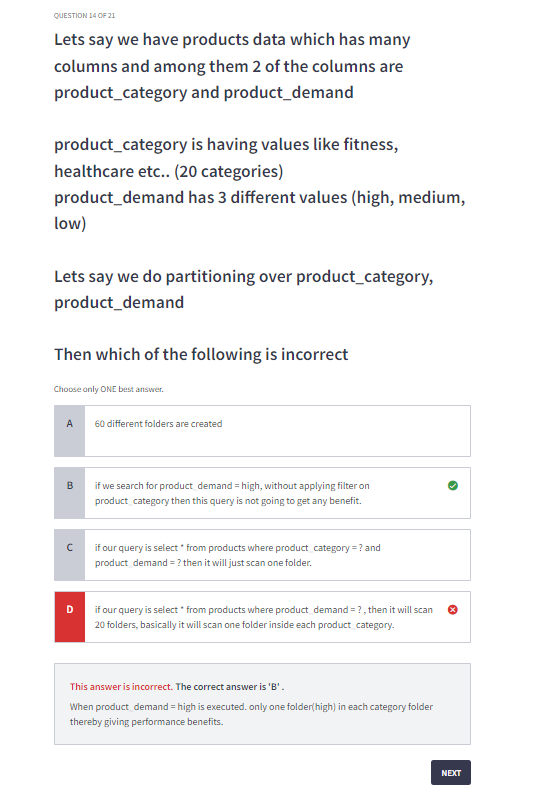 QUESTION 14 OF 21
Lets say we have products data which has many
columns and among them 2 of the columns are
product_category and product_demand
product_category is having values like fitness,
healthcare etc.. (20 categories)
product_demand has 3 different values (high, medium,
low)
Lets say we do partitioning over product_category,
product_demand
Then which of the following is incorrect
Choose only ONE best answer.
A
60 different folders are created
B
if we search for product_demand = high, without applying filter on
product_category then this query is not going to get any benefit.
C
if our query is select * from products where product_category = ? and
product_demand = ? then it will just scan one folder.
D
if our query is select * from products where product_demand = ? , then it will scan
20 folders, basically it will scan one folder inside each product_category.
This answer is incorrect. The correct answer is 'B' .
When product_demand = high is executed. only one folder(high) in each category folder
thereby giving performance benefits.
NEXT